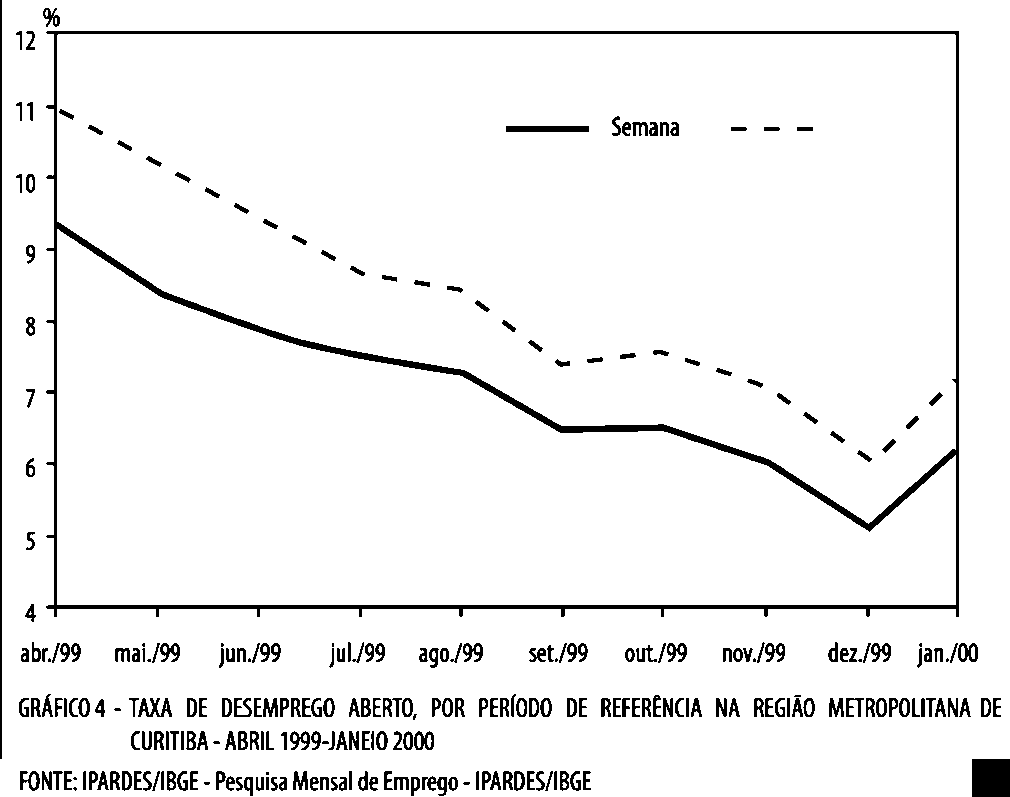 %
12
11
10
9
8
7
6
5
4
Semana
abr./99 mai./99 jun./99 jul./99 ago./99 set./99 out./99 nov./99 dez./99 jan./00
GRÁFICO 4 - TAXA DE DESEMPREGO ABERTO, POR PERÍODO DE REFERÊNCIA NA REGIÃO METROPOLITANA DE
CURITIBA - ABRIL 1999-JANEIO 2000
FONTE: IPARDES/IBGE - Pesquisa Mensal de Emprego - IPARDES/IBGE